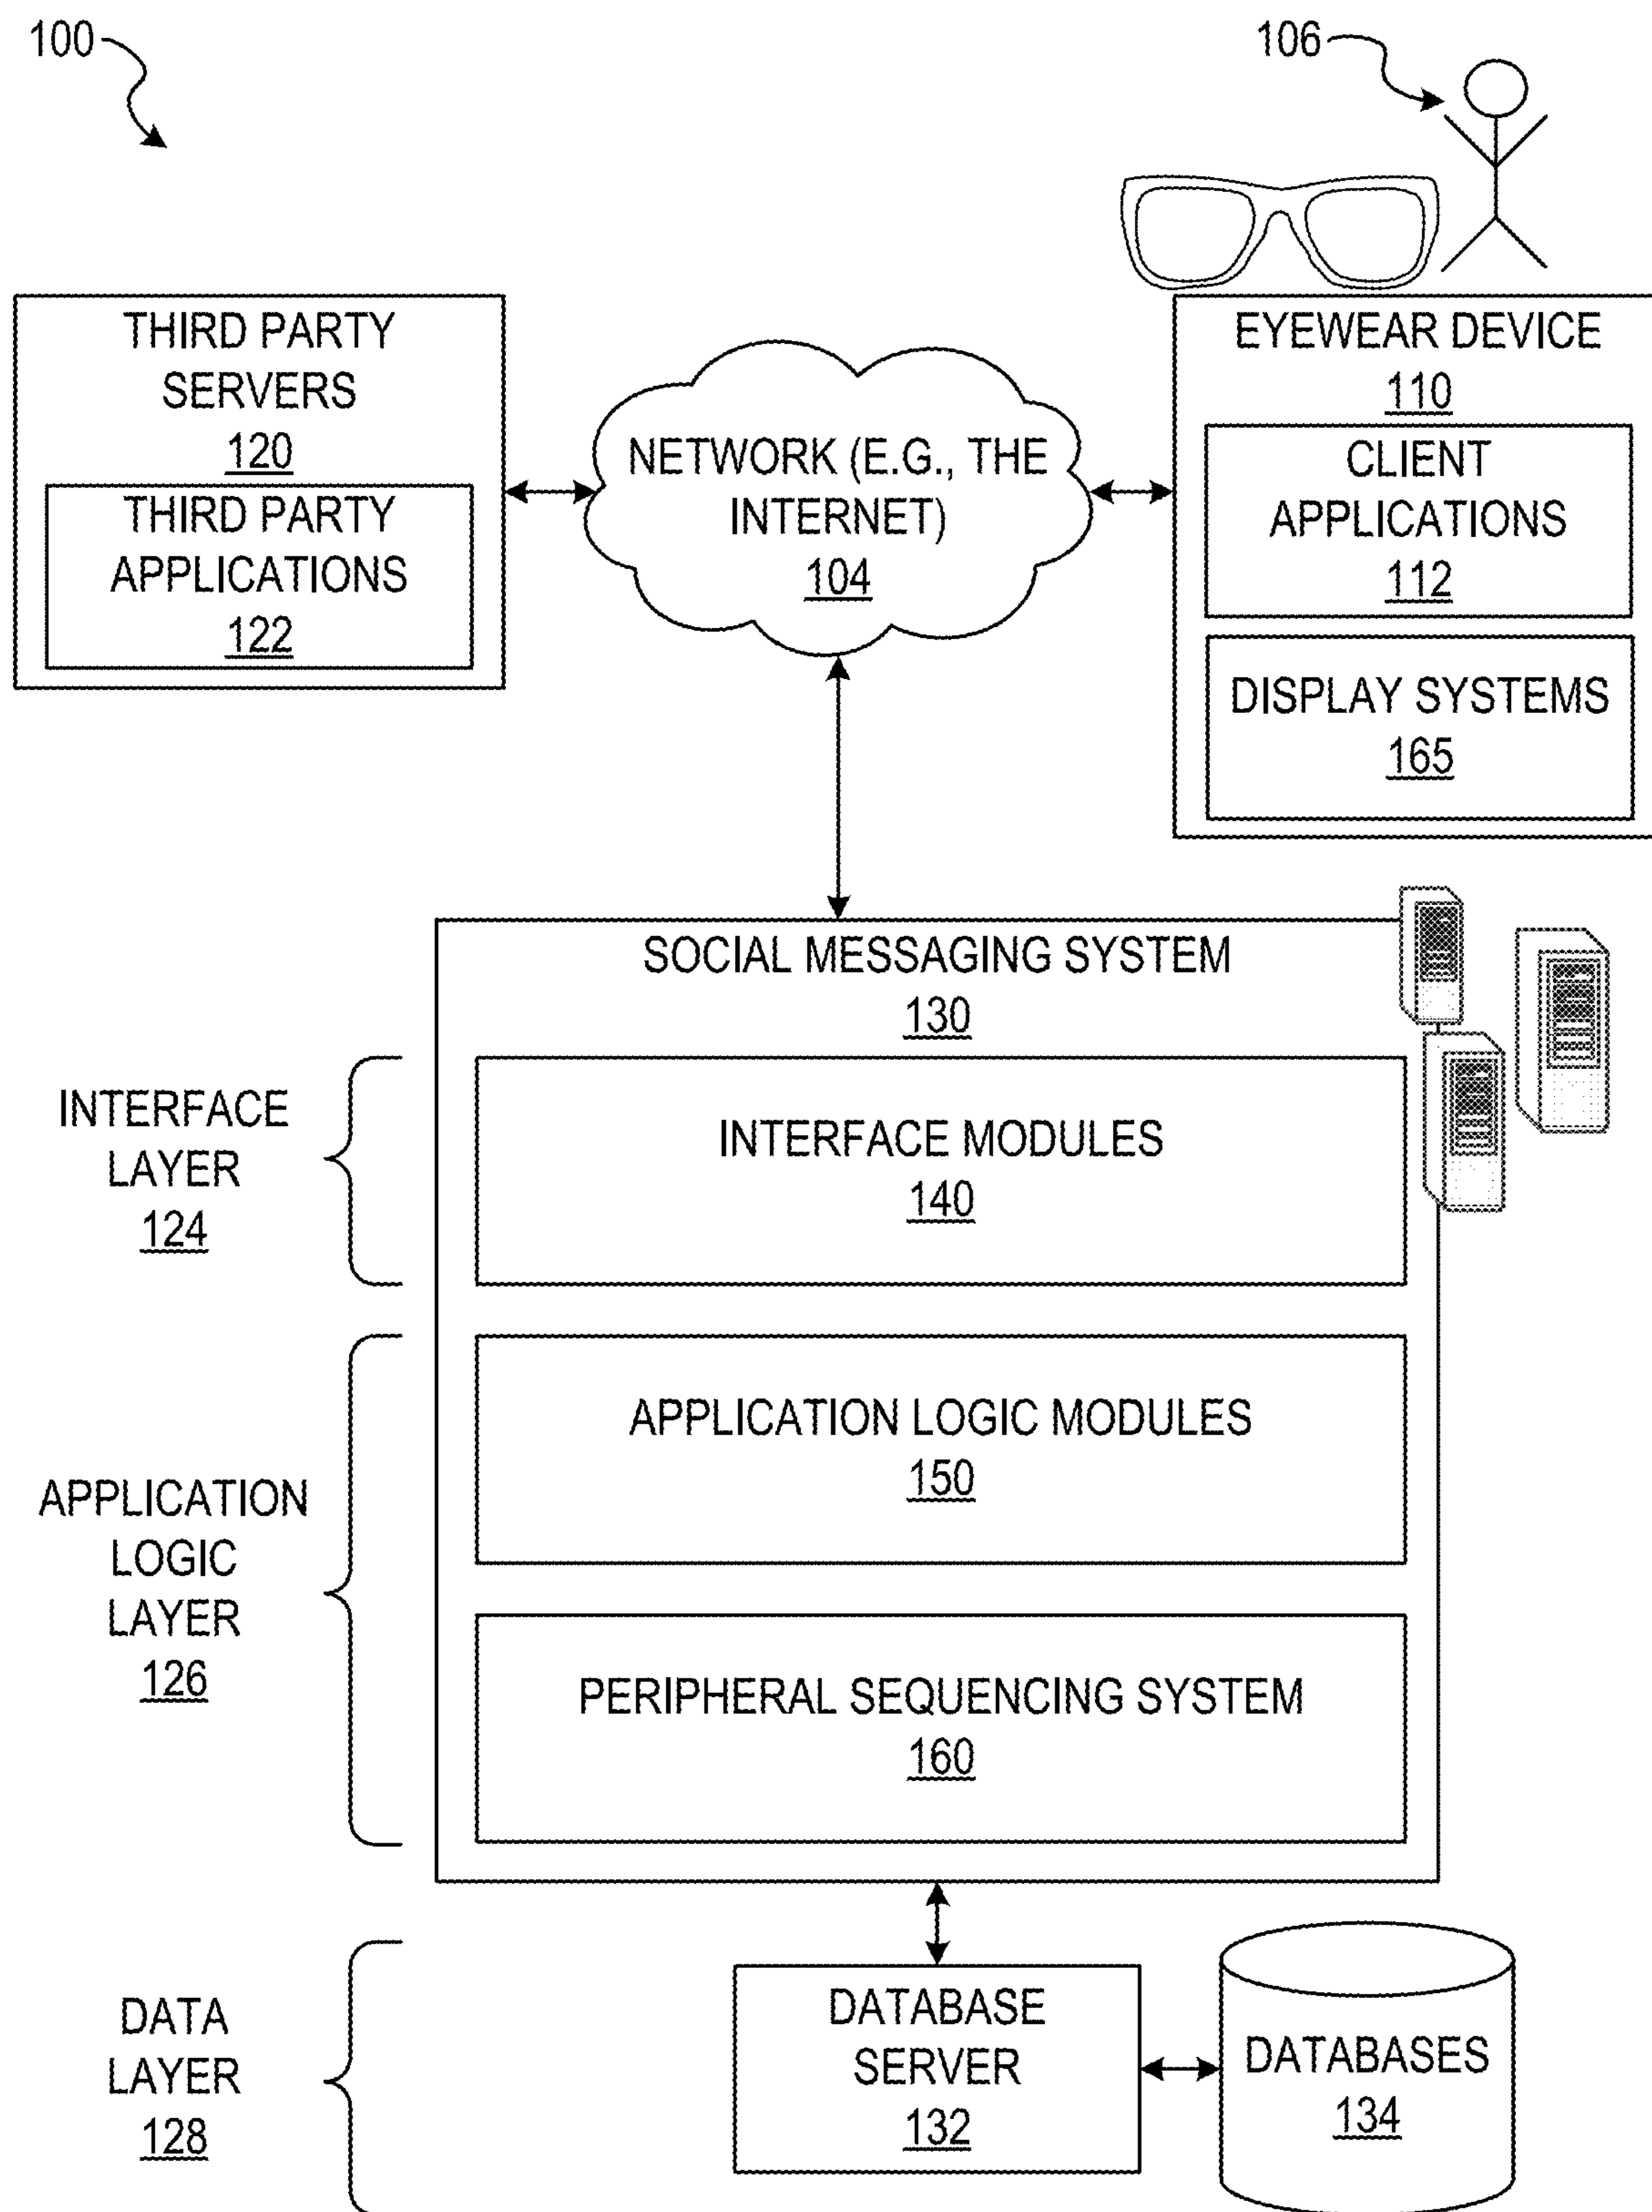 100
106
THIRD PARTY
SERVERS
120
THIRD PARTY
APPLICATIONS
122
NETWORK (E.G., THE
INTERNET)
104
EYEWEAR DEVICE
110
CLIENT
APPLICATIONS
112
DISPLAY SYSTEMS
165
SOCIAL MESSAGING SYSTEM
130
INTERFACE
LAYER
124
INTERFACE MODULES
140
APPLICATION
LOGIC
LAYER
126
APPLICATION LOGIC MODULES
150
PERIPHERAL SEQUENCING SYSTEM
160
DATA
LAYER
128
DATABASE
SERVER
132
DATABASES
134